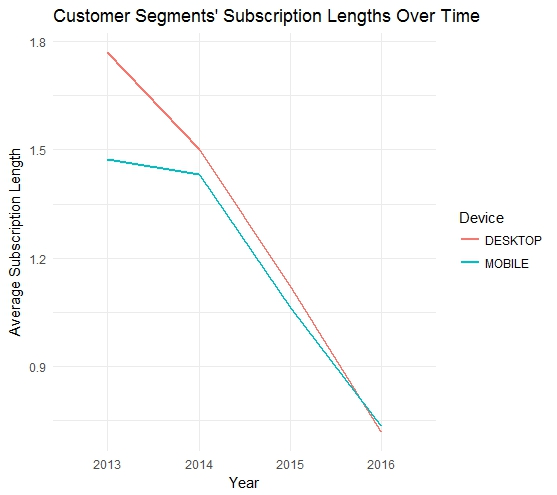 Customer Segments' Subscription Lengths Over Time
1.8
1.5
1.2
0.9
Average Subscription Length
2013 2014 2015 2016
Year
Device
DESKTOP
MOBILE